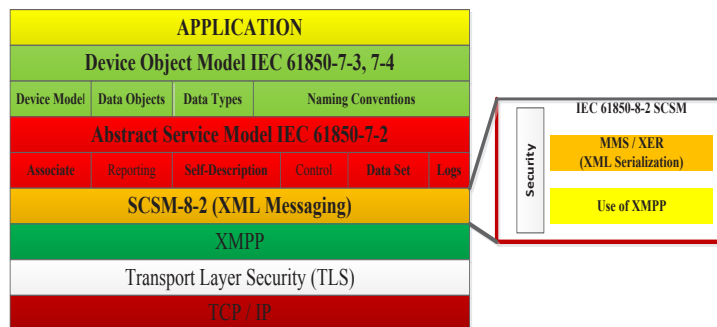 APPLICATION
Device Object Model IEC 61850-7-3, 7-4
Device Model Data Objects Data Types Naming Conventions
Abstract Service Model IEC 61850-7-2
Associate Reporting Self-Description Control Data Set Logs
SCSM-8-2 (XML Messaging)
XMPP
Transport Layer Security (TLS)
TCP / IP
IEC 61850-8-2 SCSM
Security
MMS / XER
(XML Serialization)
Use of XMPP